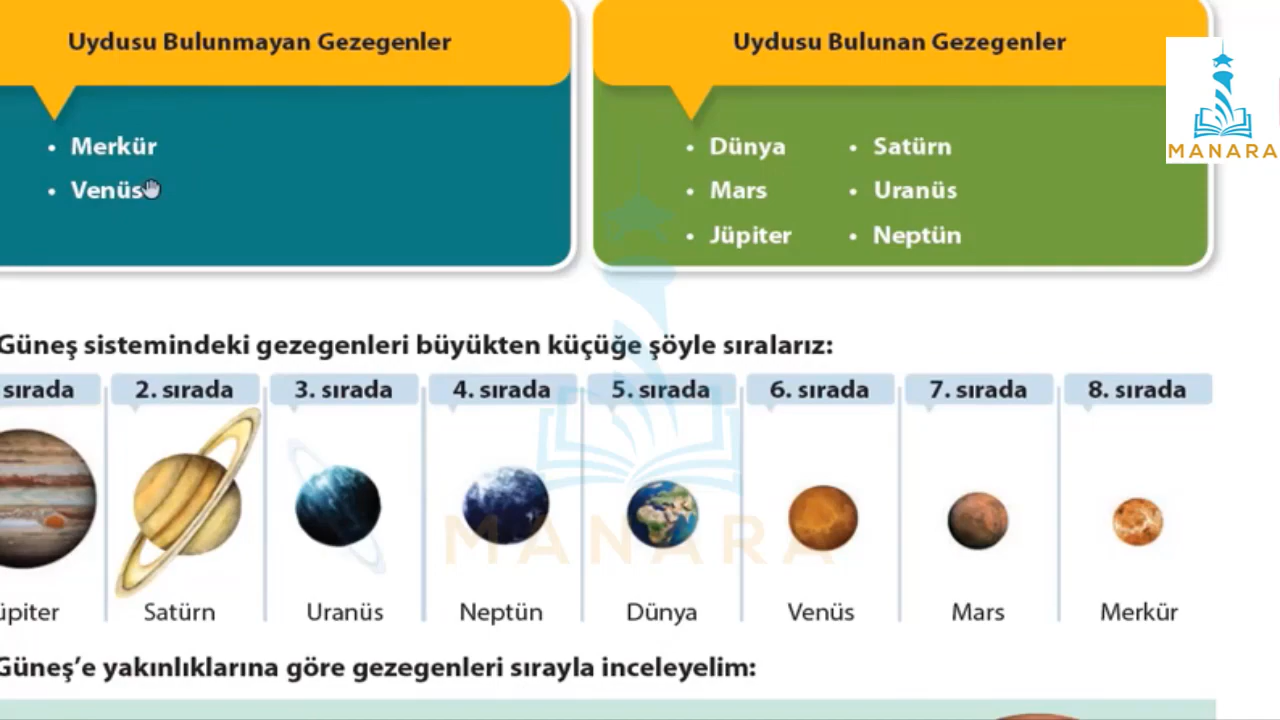 Uydusu Bulunmayan Gezegenler
• Merkür
• Venüs
Uydusu Bulunan Gezegenler
• Dünya
• Mars
• Jüpiter
• Satürn
• Uranüs
• Neptün
MANARA
Güneş sistemindeki gezegenleri büyükten küçüğe şöyle sıralarız:
sırada 2. sırada 3. sırada 4. sırada 5. sırada 6. sırada 7. sırada 8. sırada
MANARA
üpiter Satürn Uranüs Neptün Dünya Venüs Mars Merkür
Güneş’e yakınlıklarına göre gezegenleri sırayla inceleyelim: